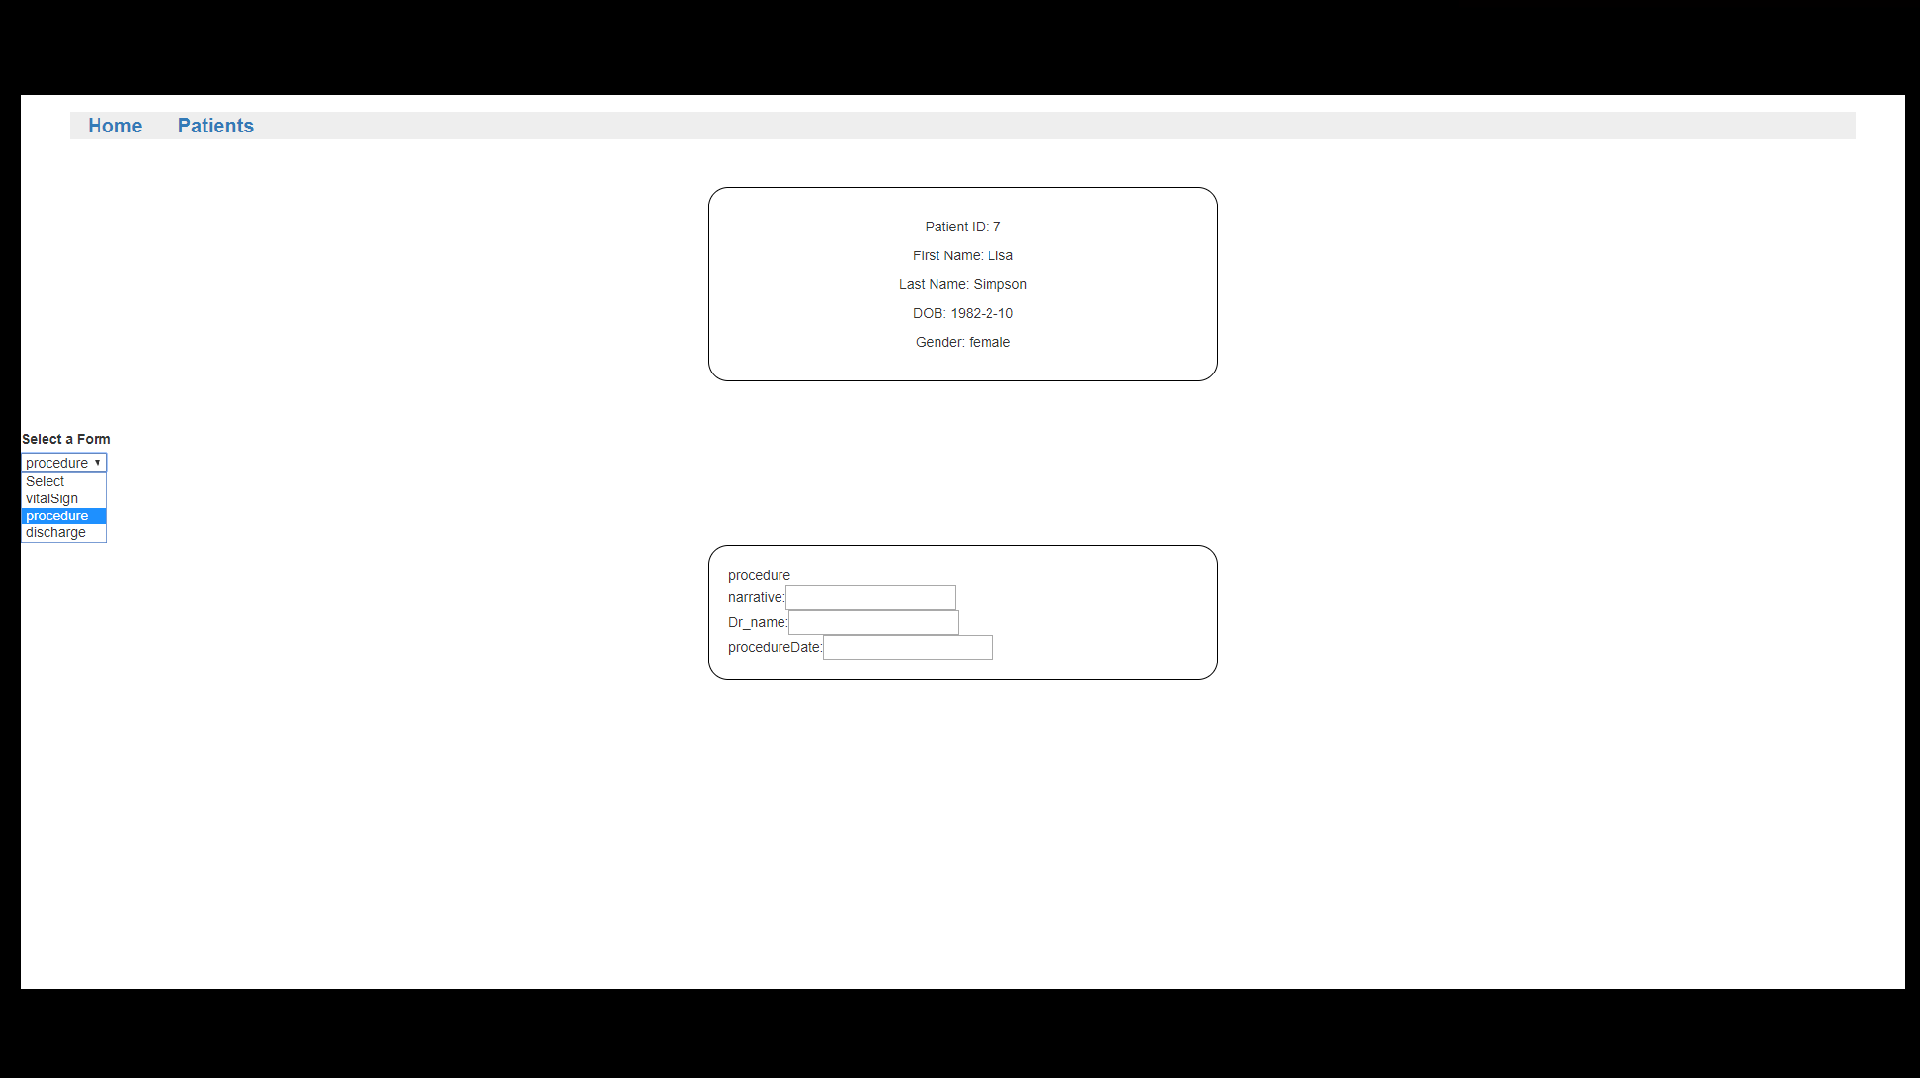 Home Patients
Patient ID: 7
First Name: Lisa
Last Name: Simpson
DOB: 1982-2-10
Gender: female
Select a Form
procedure
Select
vitalSign
procedure
discharge
procedure
narrative:
Dr_name:
procedureDate: